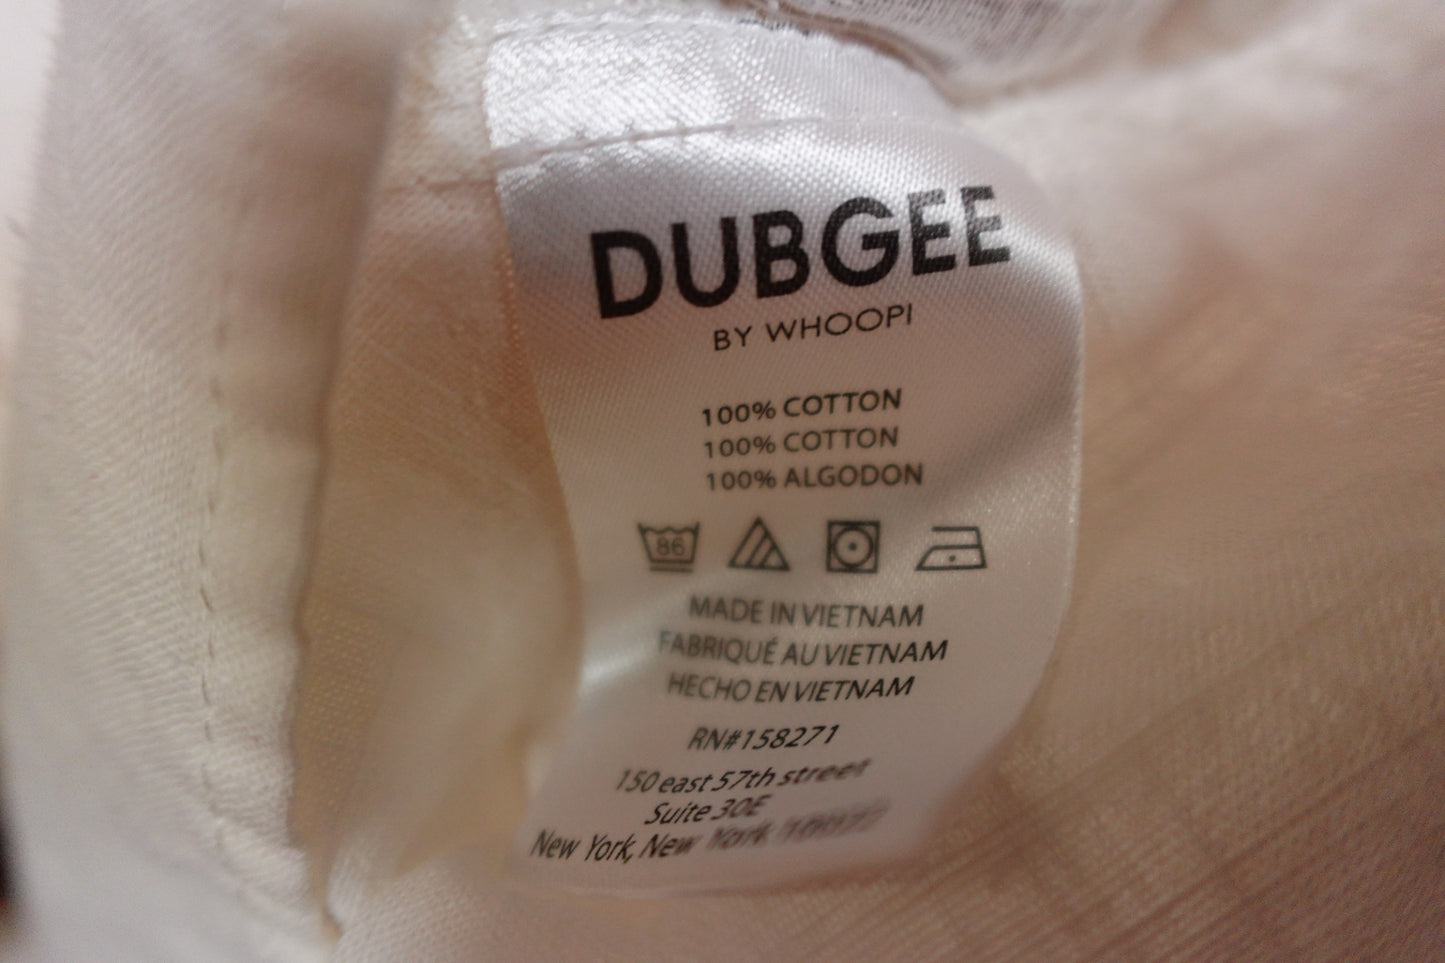 DUBGEE
BY WHOOPI
100% COTTON
100% COTTON
100% ALGODON
86
MADE IN VIETNAM
FABRIQUÉ AU VIETNAM
HECHO EN VIETNAM
RN#158271
150 east 57th street
Suite 30E
New York, New York